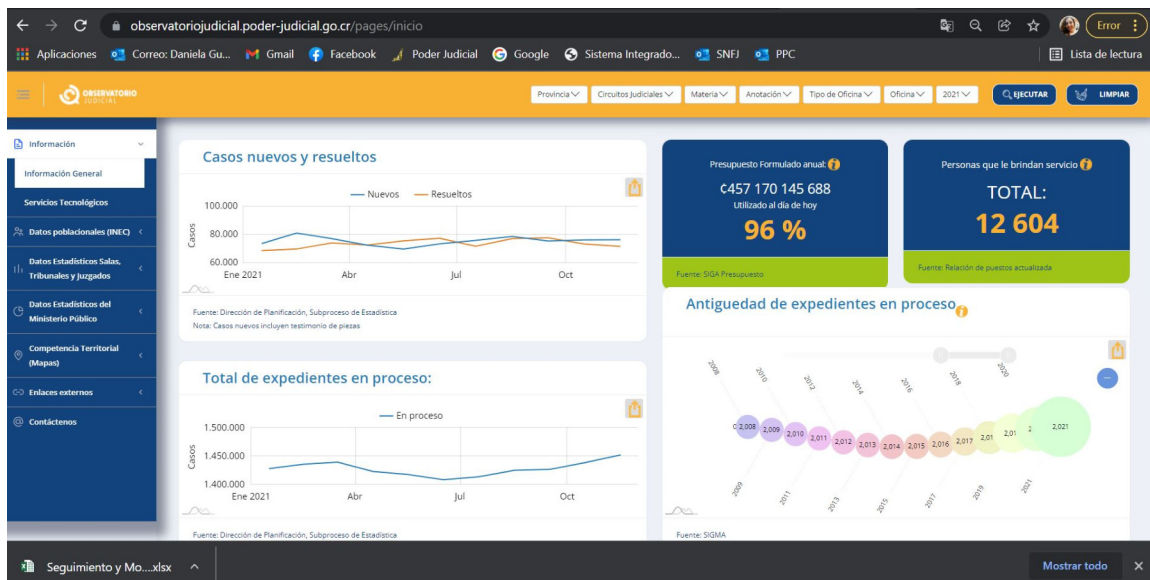 observatoriojudicial.poder-judicial.go.cr/pages/inicio
Error
Aplicaciones Correo: Daniela Gu... Gmail Facebook Poder Judicial Google Sistema Integrado... SNFJ PPC Lista de lectura
OBSERVATORIO
JUDICIAL
Provincia Circuitos Judiciales Materia Anotación Tipo de Oficina Oficina 2021 EJECUTAR LIMPIAR
Información
Información General
Servicios Tecnológicos
Datos poblacionales (INEC)
Datos Estadísticos Salas,
Tribunales y Juzgados
Datos Estadísticos del
Ministerio Público
Competencia Territorial
(Mapas)
Enlaces externos
Contáctenos
Casos nuevos y resueltos
Nuevos Resueltos
100.000
80.000
60.000
Casos
Ene 2021 Abr Jul Oct
Fuente: Dirección de Planificación, Subproceso de Estadística
Nota: Casos nuevos incluyen testimonio de piezas
Total de expedientes en proceso:
En proceso
1.500.000
1.450.000
1.400.000
Casos
Ene 2021 Abr Jul Oct
Fuente: Dirección de Planificación, Subproceso de Estadística
Presupuesto Formulado anual:
₡457 170 145 688
Utilizado al día de hoy
96 %
Fuente: SIGA Presupuesto
Personas que le brindan servicio
TOTAL:
12 604
Fuente: Relación de puestos actualizada
Antiguedad de expedientes en proceso
2008 2010 2012 2014 2016 2018 2020
2,008 2,009 2,010 2,011 2,012 2,013 2,014 2,015 2,016 2,017 2,01 2,01 2 2,021
2009 2011 2013 2015 2017 2019 2021
Fuente: SIGMA
Seguimiento y Mo....xlsx
Mostrar todo